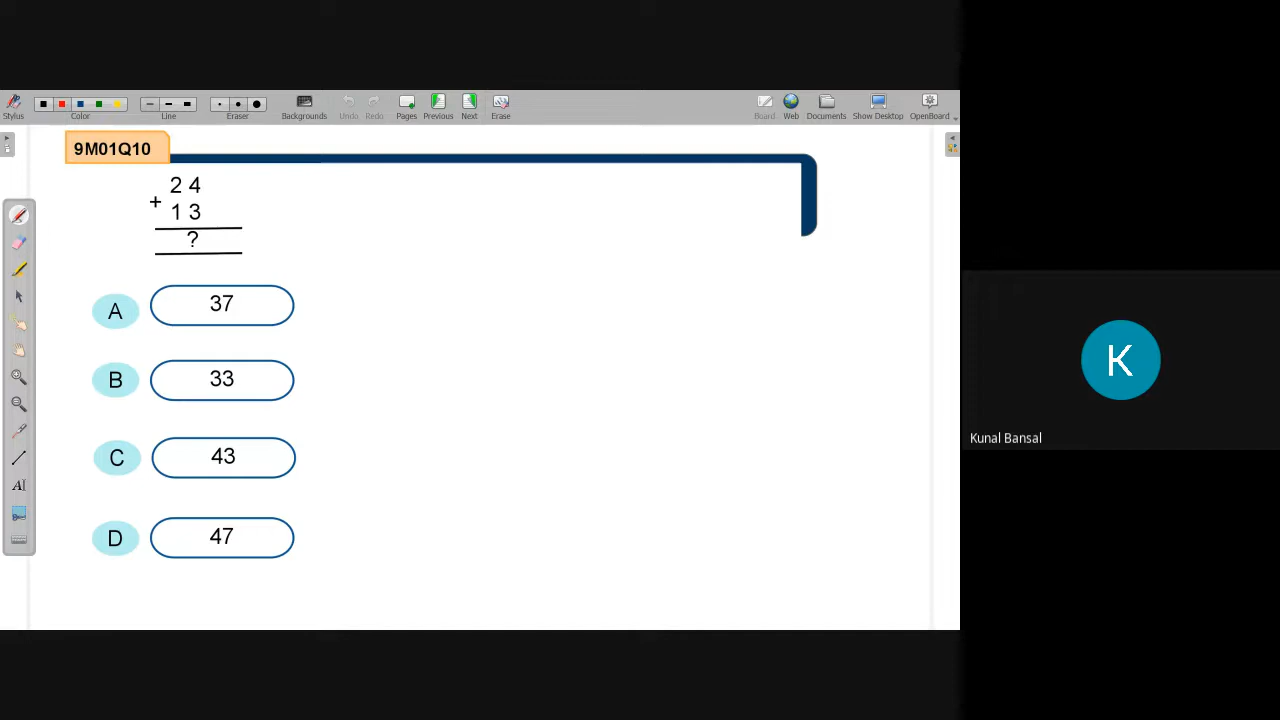 Stylus
Color
Line
Eraser
Backgrounds
Undo
Redo
Pages
Previous
Next
Erase
Board
Web
Documents
Show Desktop
OpenBoard
9M01Q10
2 4
+
1 3
?
A 37
B 33
C 43
D 47
AI
K
Kunal Bansal